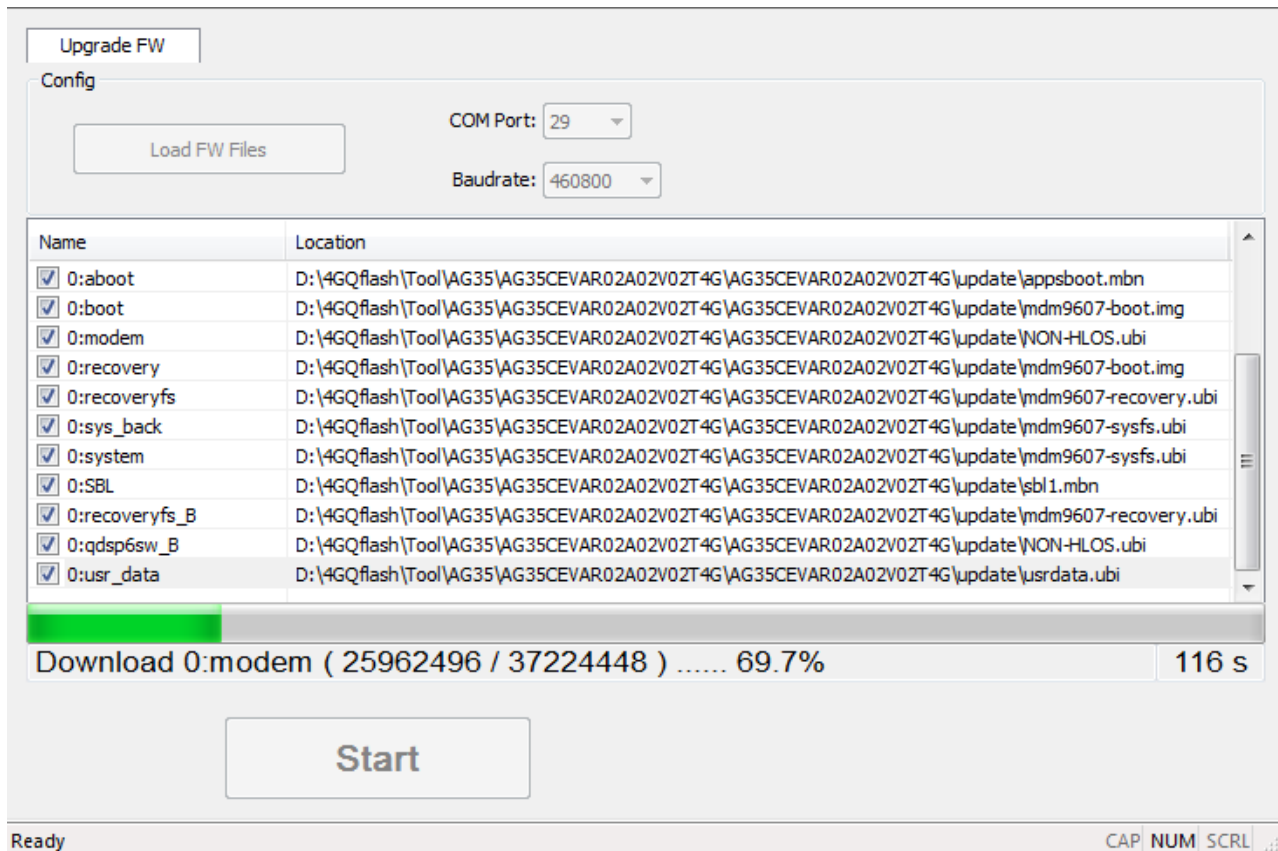 Upgrade FW
Config
Load FW Files
COM Port: 29
Baudrate: 460800
Name Location
0:aboot D:\4GQflash\Tool\AG35\AG35CEVAR02A02V02T4G\AG35CEVAR02A02V02T4G\update\appsboot.mbn
0:boot D:\4GQflash\Tool\AG35\AG35CEVAR02A02V02T4G\AG35CEVAR02A02V02T4G\update\mdm9607-boot.img
0:modem D:\4GQflash\Tool\AG35\AG35CEVAR02A02V02T4G\AG35CEVAR02A02V02T4G\update\NON-HLOS.ubi
0:recovery D:\4GQflash\Tool\AG35\AG35CEVAR02A02V02T4G\AG35CEVAR02A02V02T4G\update\mdm9607-boot.img
0:recoveryfs D:\4GQflash\Tool\AG35\AG35CEVAR02A02V02T4G\AG35CEVAR02A02V02T4G\update\mdm9607-recovery.ubi
0:sys_back D:\4GQflash\Tool\AG35\AG35CEVAR02A02V02T4G\AG35CEVAR02A02V02T4G\update\mdm9607-sysfs.ubi
0:system D:\4GQflash\Tool\AG35\AG35CEVAR02A02V02T4G\AG35CEVAR02A02V02T4G\update\mdm9607-sysfs.ubi
0:SBL D:\4GQflash\Tool\AG35\AG35CEVAR02A02V02T4G\AG35CEVAR02A02V02T4G\update\sbl1.mbn
0:recoveryfs_B D:\4GQflash\Tool\AG35\AG35CEVAR02A02V02T4G\AG35CEVAR02A02V02T4G\update\mdm9607-recovery.ubi
0:qdsp6sw_B D:\4GQflash\Tool\AG35\AG35CEVAR02A02V02T4G\AG35CEVAR02A02V02T4G\update\NON-HLOS.ubi
0:usr_data D:\4GQflash\Tool\AG35\AG35CEVAR02A02V02T4G\AG35CEVAR02A02V02T4G\update\usrdata.ubi
Download 0:modem ( 25962496 / 37224448 ) ...... 69.7% 116 s
Start
Ready CAP NUM SCRL